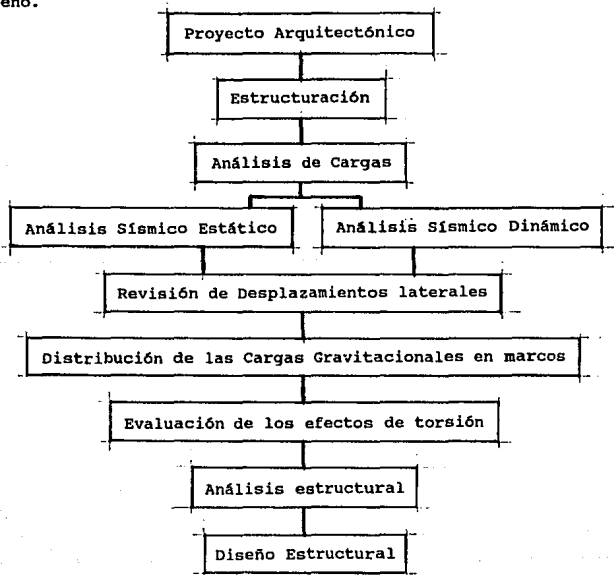 eño.
Proyecto Arquitectónico
Estructuración
Análisis de Cargas
Análisis Sísmico Estático
Análisis Sísmico Dinámico
Revisión de Desplazamientos laterales
Distribución de las Cargas Gravitacionales en marcos
Evaluación de los efectos de torsión
Análisis estructural
Diseño Estructural